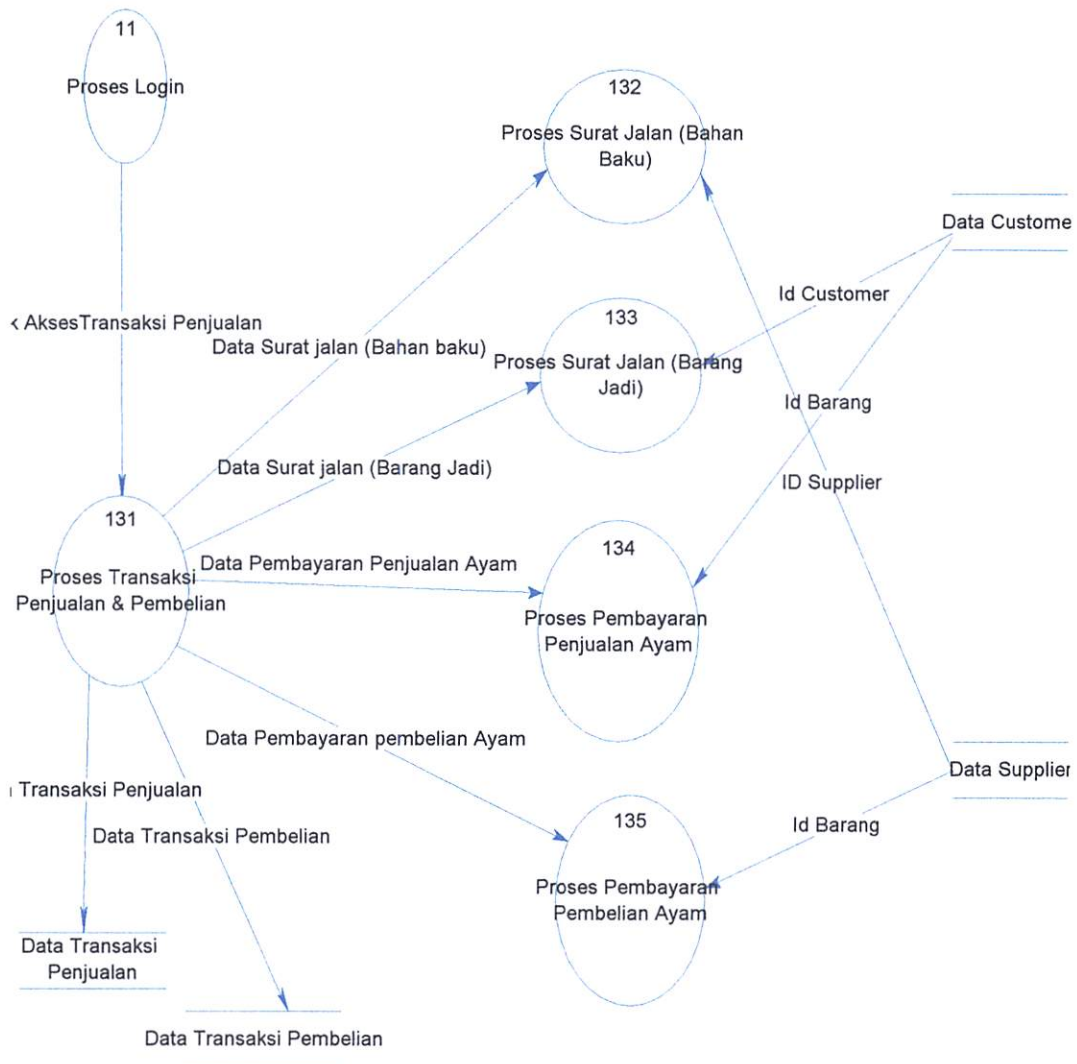 11
Proses Login
132
Proses Surat Jalan (Bahan
Baku)
Data Custome
Id Customer
AksesTransaksi Penjualan
133
Data Surat jalan (Bahan baku)
Proses Surat Jalan (Barang
Jadi)
Id Barang
Data Surat jalan (Barang Jadi)
ID Supplier
131
Proses Transaksi
Penjualan & Pembelian
Data Pembayaran Penjualan Ayam
134
Proses Pembayaran
Penjualan Ayam
Data Pembayaran pembelian Ayam
Data Supplier
Transaksi Penjualan
Data Transaksi Pembelian
135
Id Barang
Proses Pembayaran
Pembelian Ayam
Data Transaksi
Penjualan
Data Transaksi Pembelian